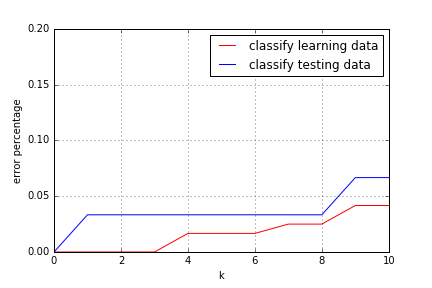 0.20
classify learning data
classify testing data
0.15
0.10
0.05
0.00
error percentage
0 2 4 6 8 10
k